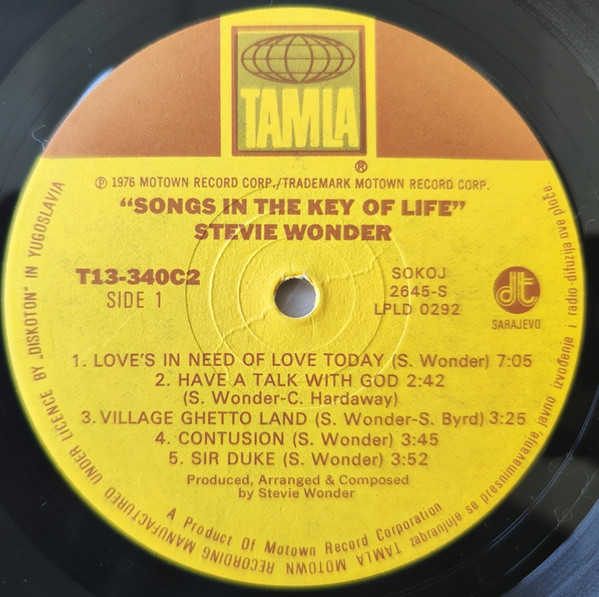 TAMLA
®
℗ 1976 MOTOWN RECORD CORP./TRADEMARK MOTOWN RECORD CORP.
“SONGS IN THE KEY OF LIFE”
STEVIE WONDER
T13-340C2
SIDE 1
SOKOJ
2645-S
LPLD 0292
dt
SARAJEVO
1. LOVE'S IN NEED OF LOVE TODAY (S. Wonder) 7:05
2. HAVE A TALK WITH GOD 2:42
(S. Wonder-C. Hardaway)
3. VILLAGE GHETTO LAND (S. Wonder-S. Byrd) 3:25
4. CONTUSION (S. Wonder) 3:45
5. SIR DUKE (S. Wonder) 3:52
Produced, Arranged & Composed
by Stevie Wonder
A Product Of Motown Record Corporation
TAMLA MOTOWN RECORDING MANUFACTURED UNDER LICENCE BY „DISKOTON" IN YUGOSLAVIA
zabranjuje se presnimavanje, javno izvođenje i radio-difuzija ove ploče.